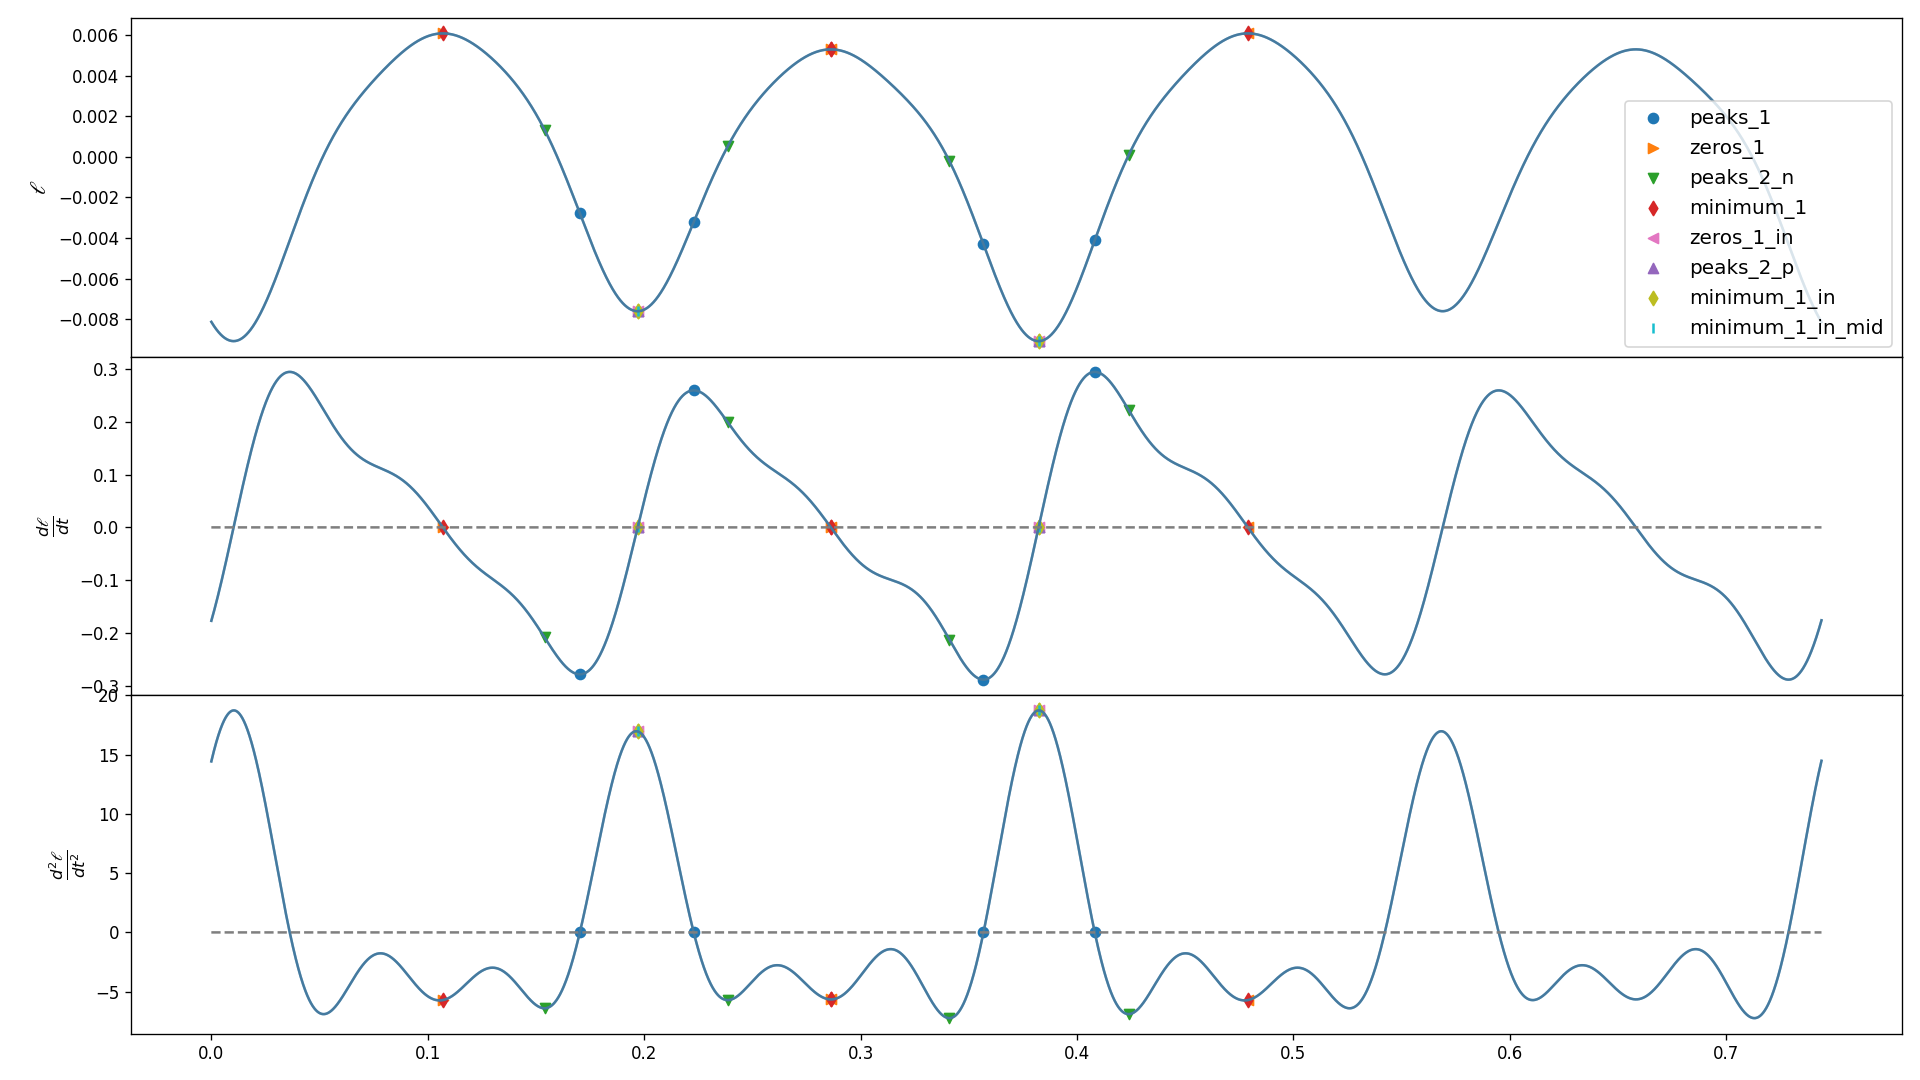 0.006
0.004
0.002
0.000
−0.002
−0.004
−0.006
−0.008
ℓ
peaks_1
zeros_1
peaks_2_n
minimum_1
zeros_1_in
peaks_2_p
minimum_1_in
minimum_1_in_mid
0.3
0.2
0.1
0.0
−0.1
−0.2
−0.3
dℓ
dt
20
15
10
5
0
−5
d²ℓ
dt²
0.0 0.1 0.2 0.3 0.4 0.5 0.6 0.7